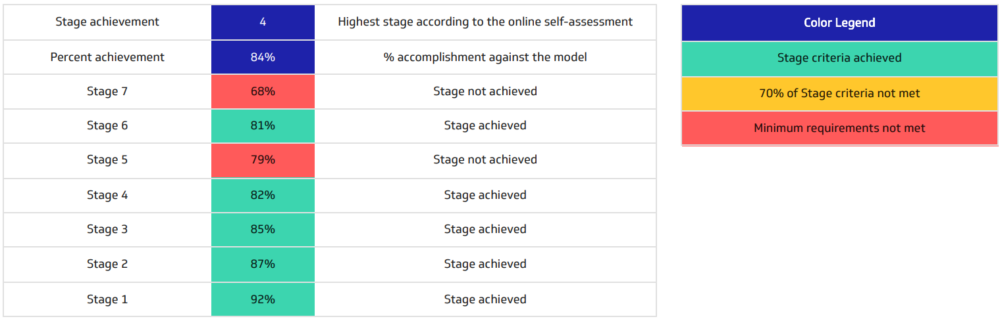 Stage achievement 4 Highest stage according to the online self-assessment
Percent achievement 84% % accomplishment against the model
Stage 7 68% Stage not achieved
Stage 6 81% Stage achieved
Stage 5 79% Stage not achieved
Stage 4 82% Stage achieved
Stage 3 85% Stage achieved
Stage 2 87% Stage achieved
Stage 1 92% Stage achieved
Color Legend
Stage criteria achieved
70% of Stage criteria not met
Minimum requirements not met